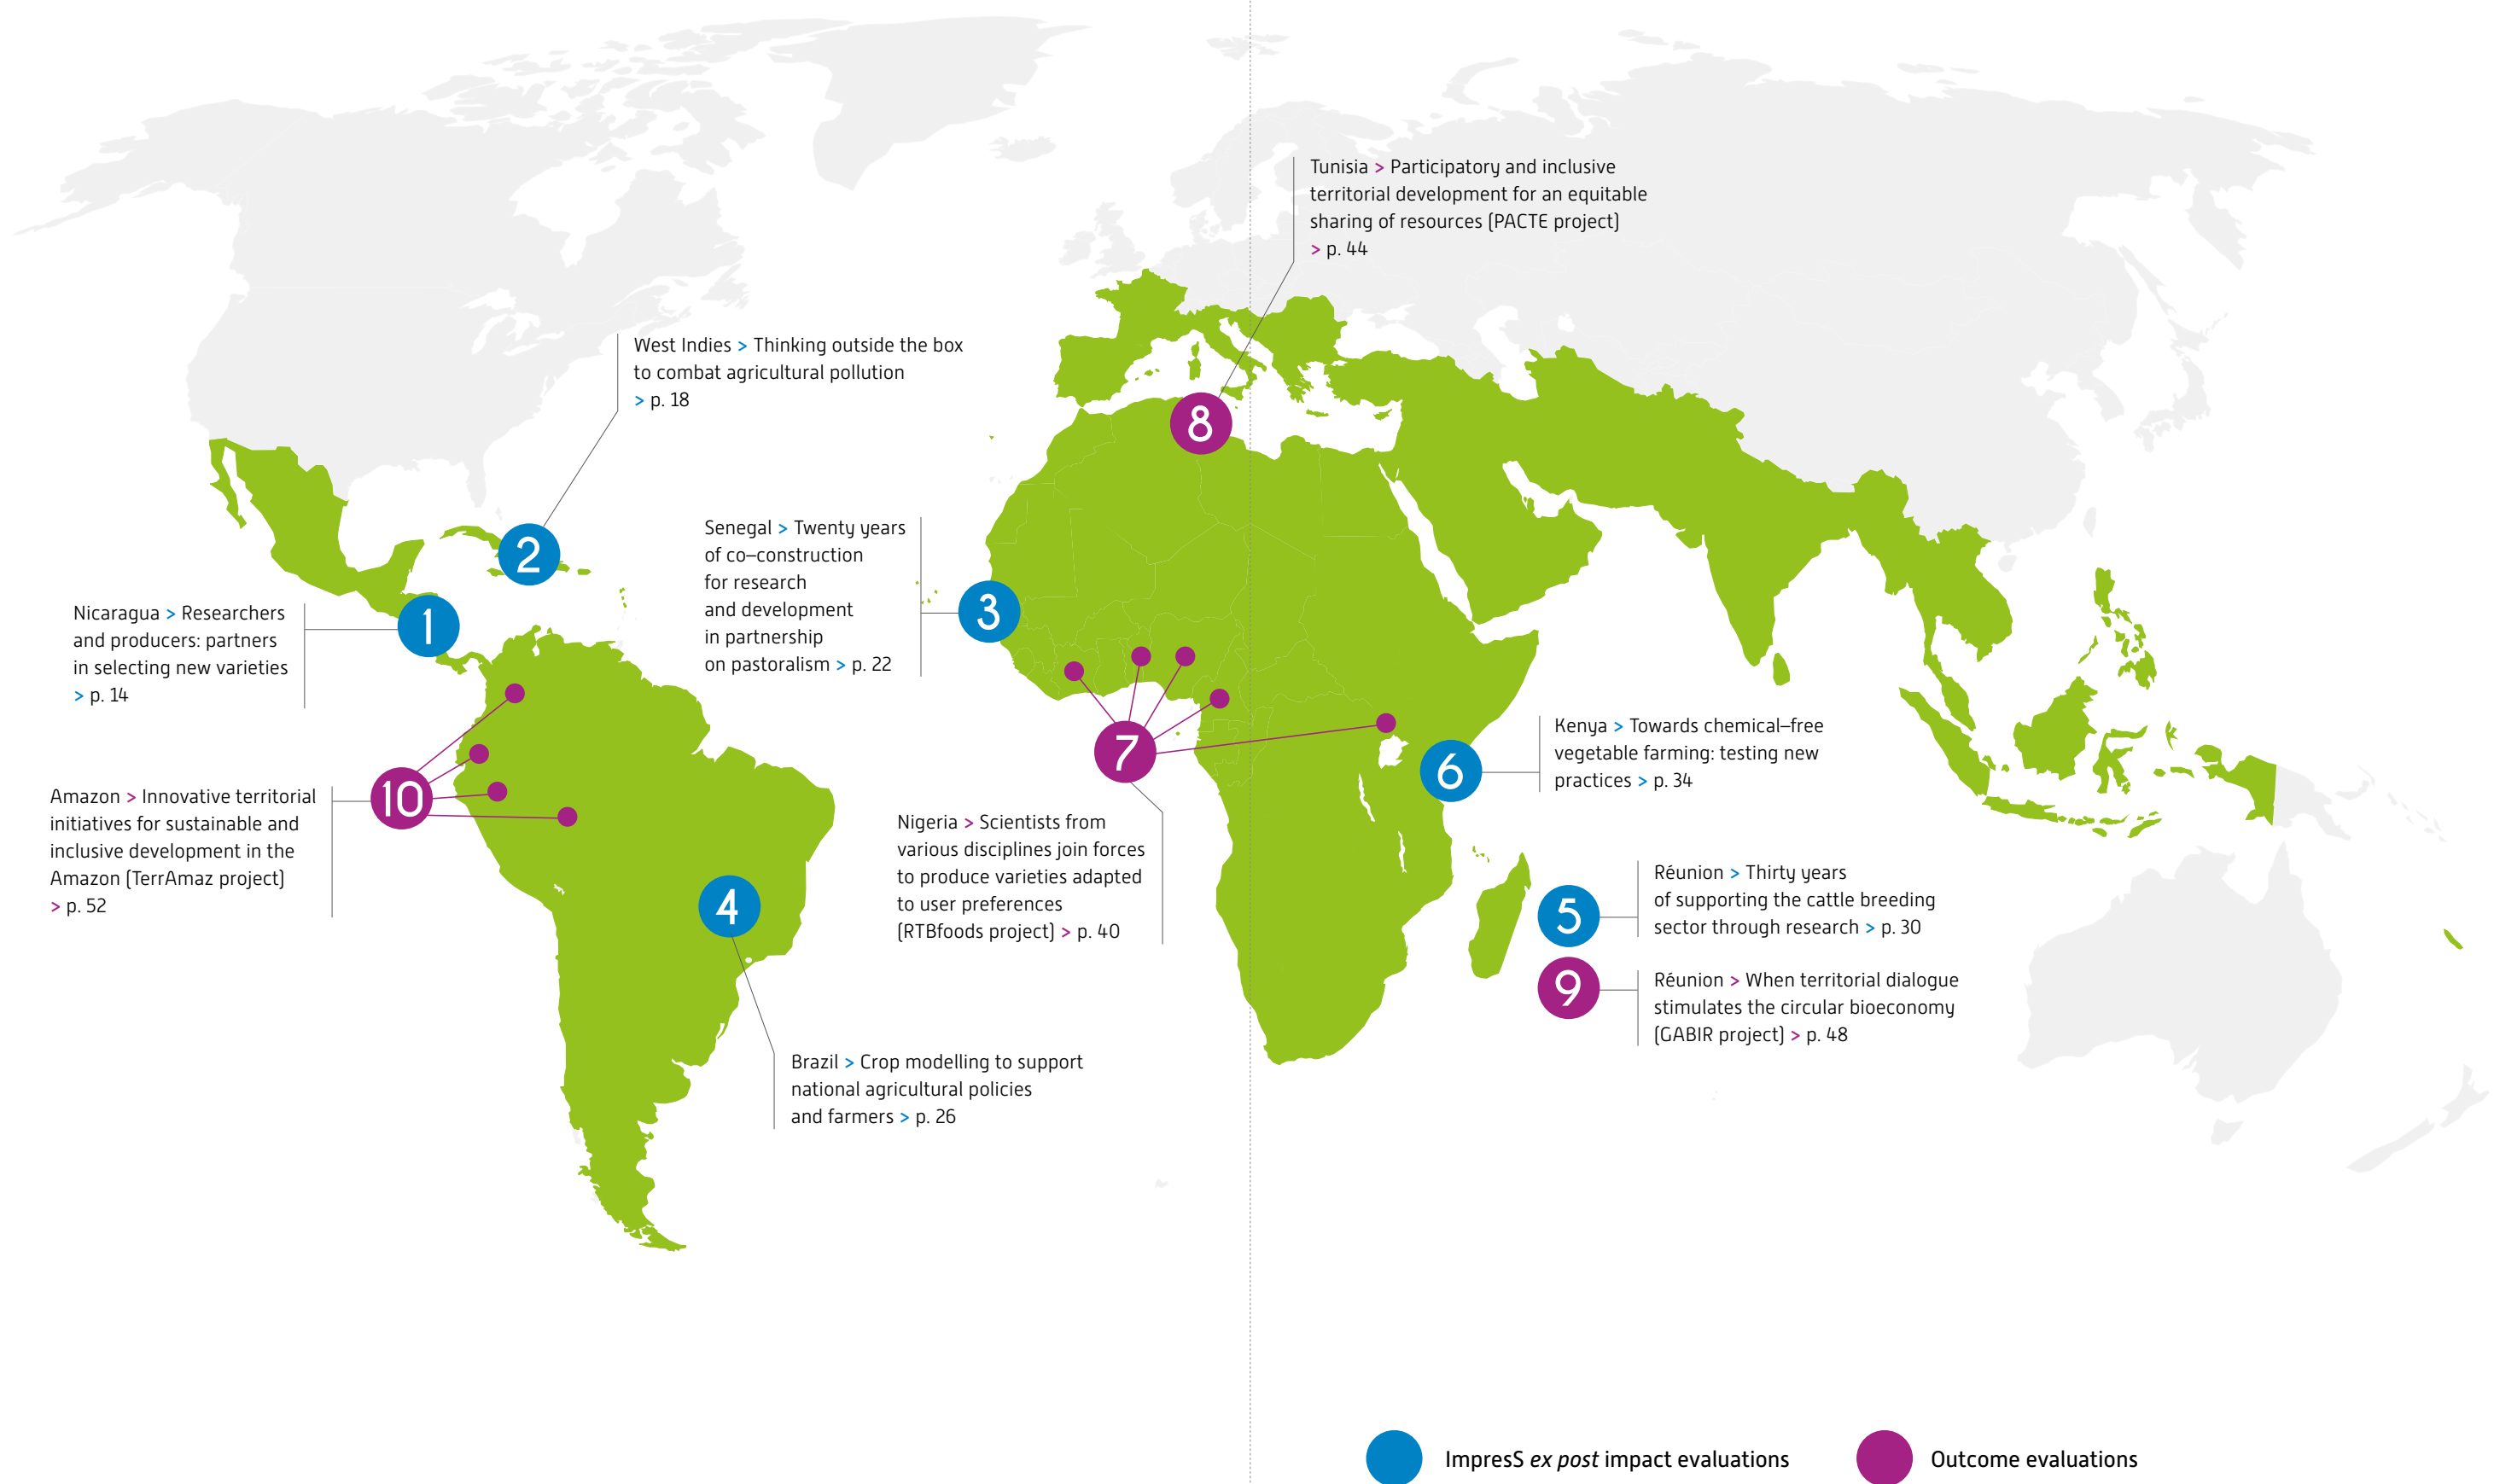 Tunisia > Participatory and inclusive
territorial development for an equitable
sharing of resources (PACTE project)
> p. 44
8
West Indies > Thinking outside the box
to combat agricultural pollution
> p. 18
2
Senegal > Twenty years
of co–construction
for research
and development
in partnership
on pastoralism > p. 22
3
Nicaragua > Researchers
and producers: partners
in selecting new varieties
> p. 14
1
Amazon > Innovative territorial
initiatives for sustainable and
inclusive development in the
Amazon (TerrAmaz project)
> p. 52
10
7
Nigeria > Scientists from
various disciplines join forces
to produce varieties adapted
to user preferences
(RTBfoods project) > p. 40
6
Kenya > Towards chemical–free
vegetable farming: testing new
practices > p. 34
4
Brazil > Crop modelling to support
national agricultural policies
and farmers > p. 26
5
Réunion > Thirty years
of supporting the cattle breeding
sector through research > p. 30
9
Réunion > When territorial dialogue
stimulates the circular bioeconomy
(GABIR project) > p. 48
ImpresS ex post impact evaluations
Outcome evaluations